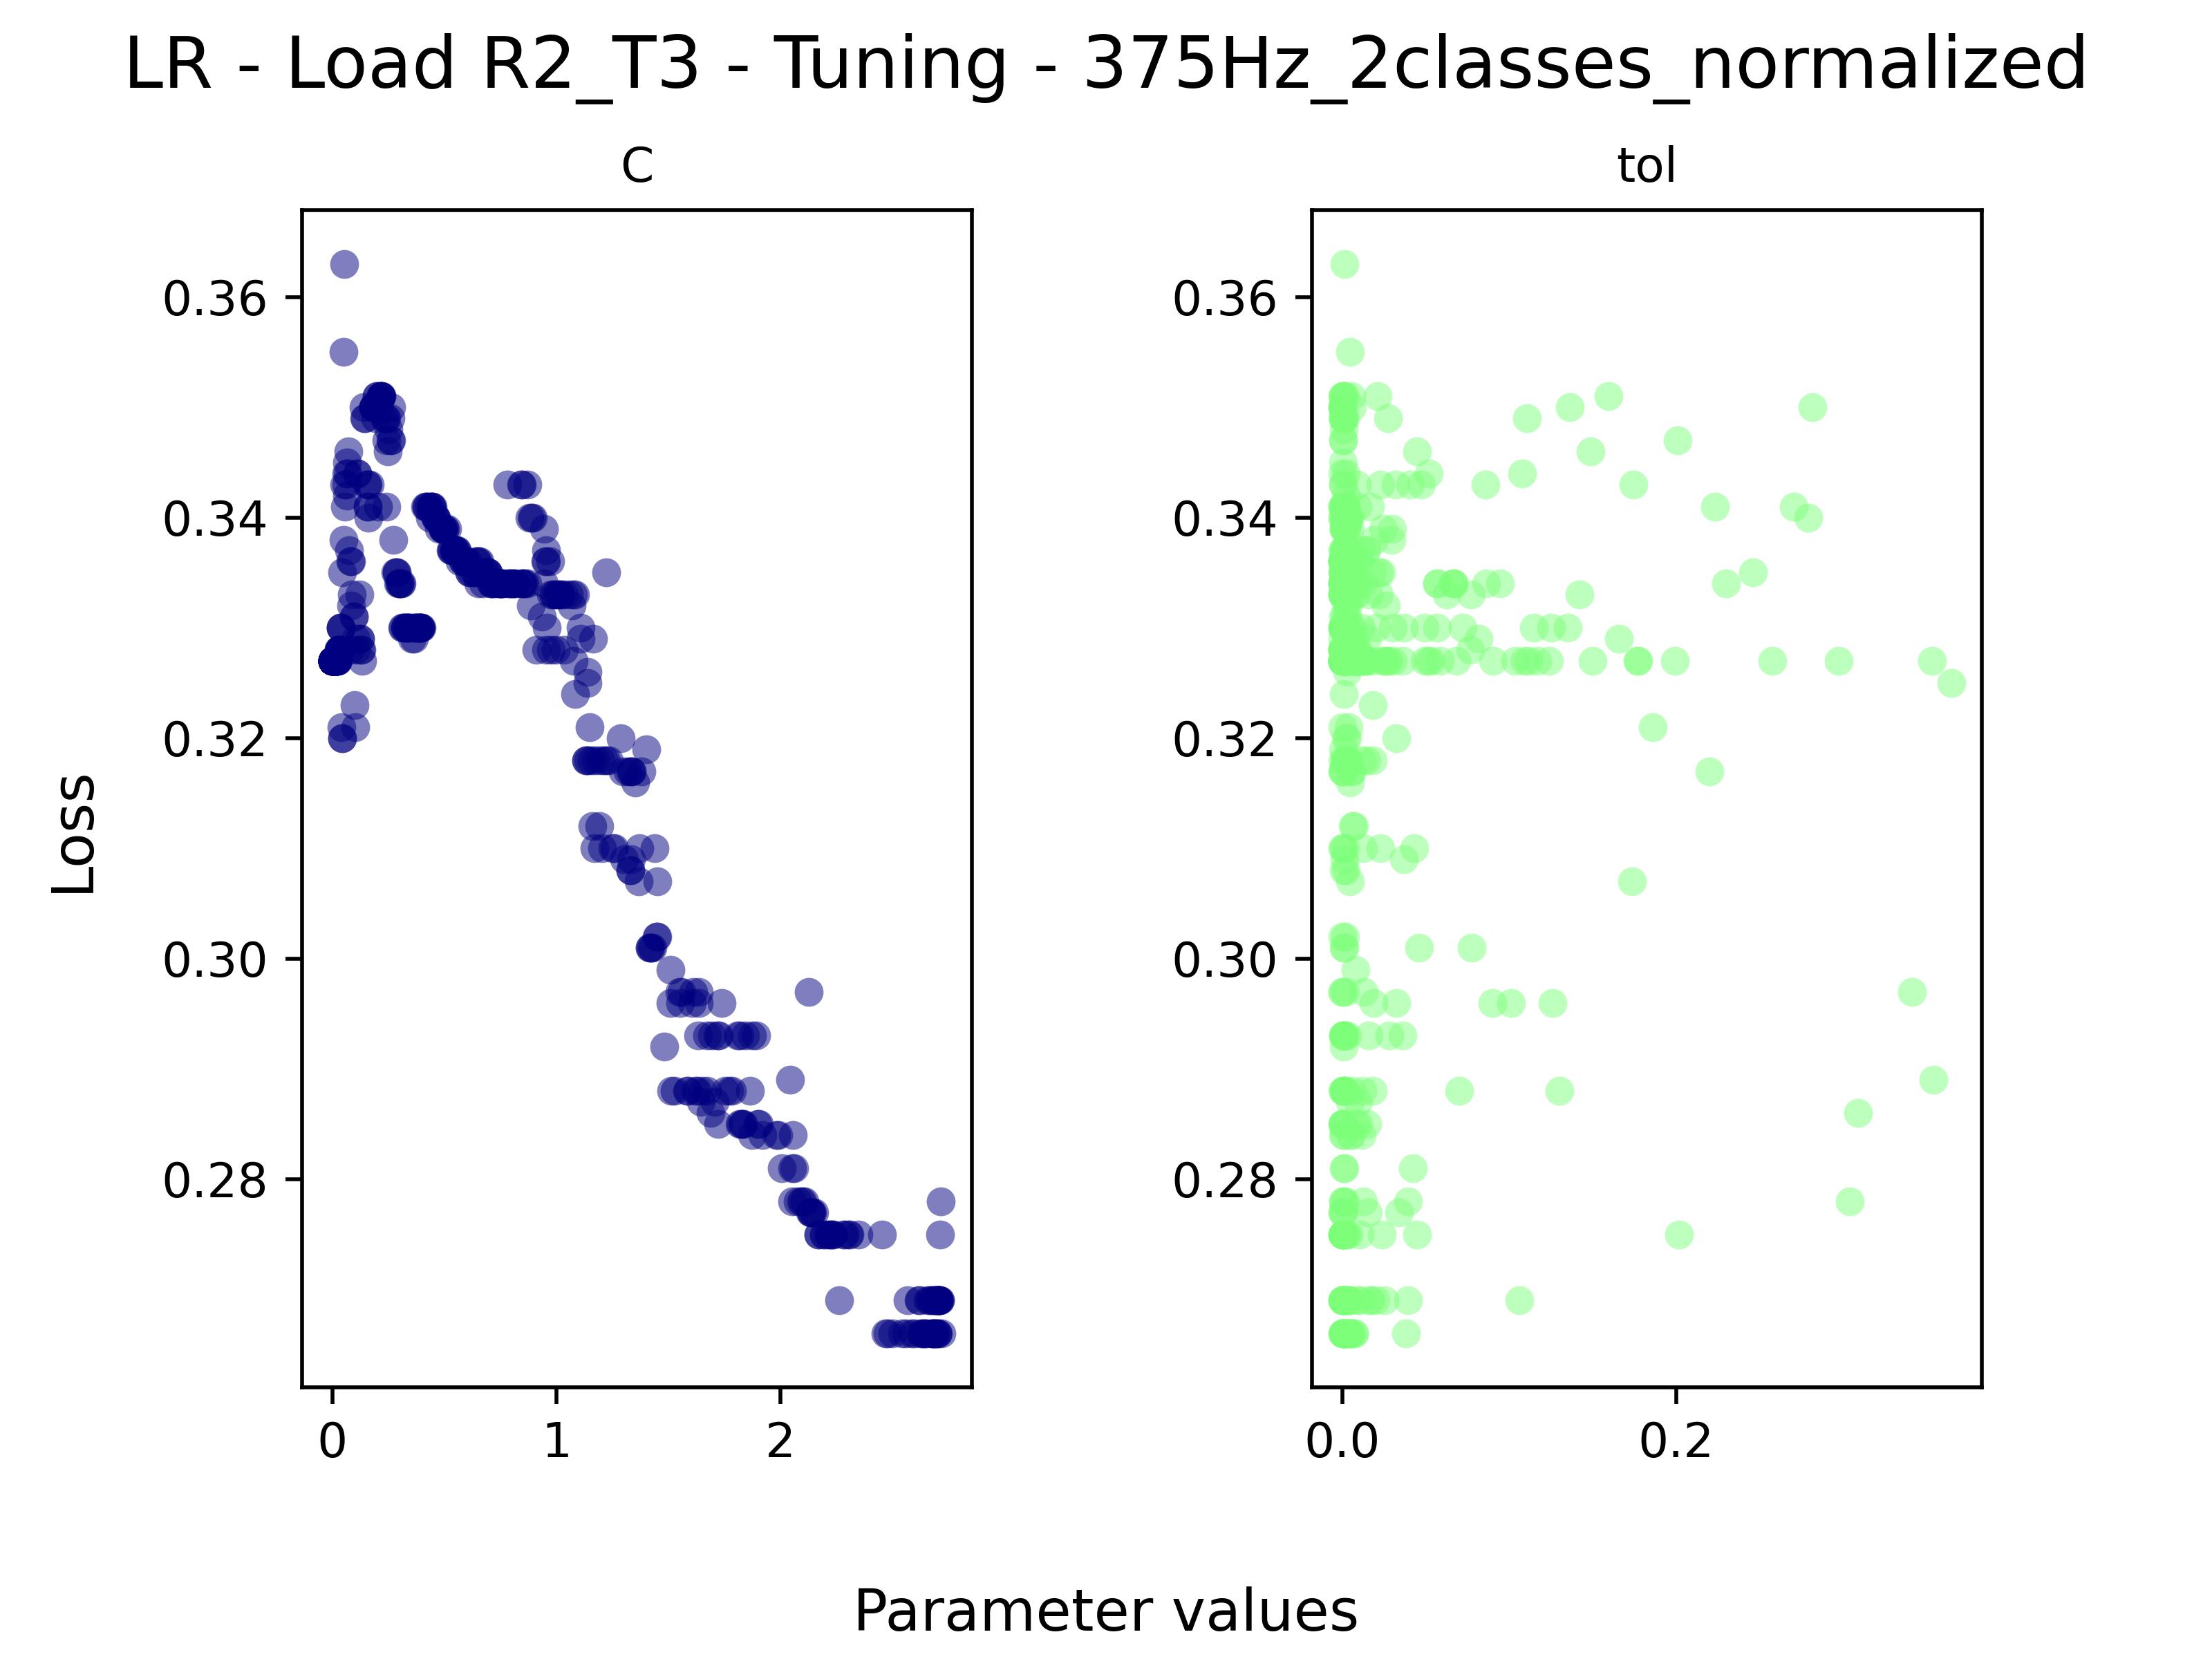 LR - Load R2_T3 - Tuning - 375Hz_2classes_normalized
C
tol
0.36
0.34
0.32
0.30
0.28
0.36
0.34
0.32
0.30
0.28
Loss
0 1 2
0.0 0.2
Parameter values